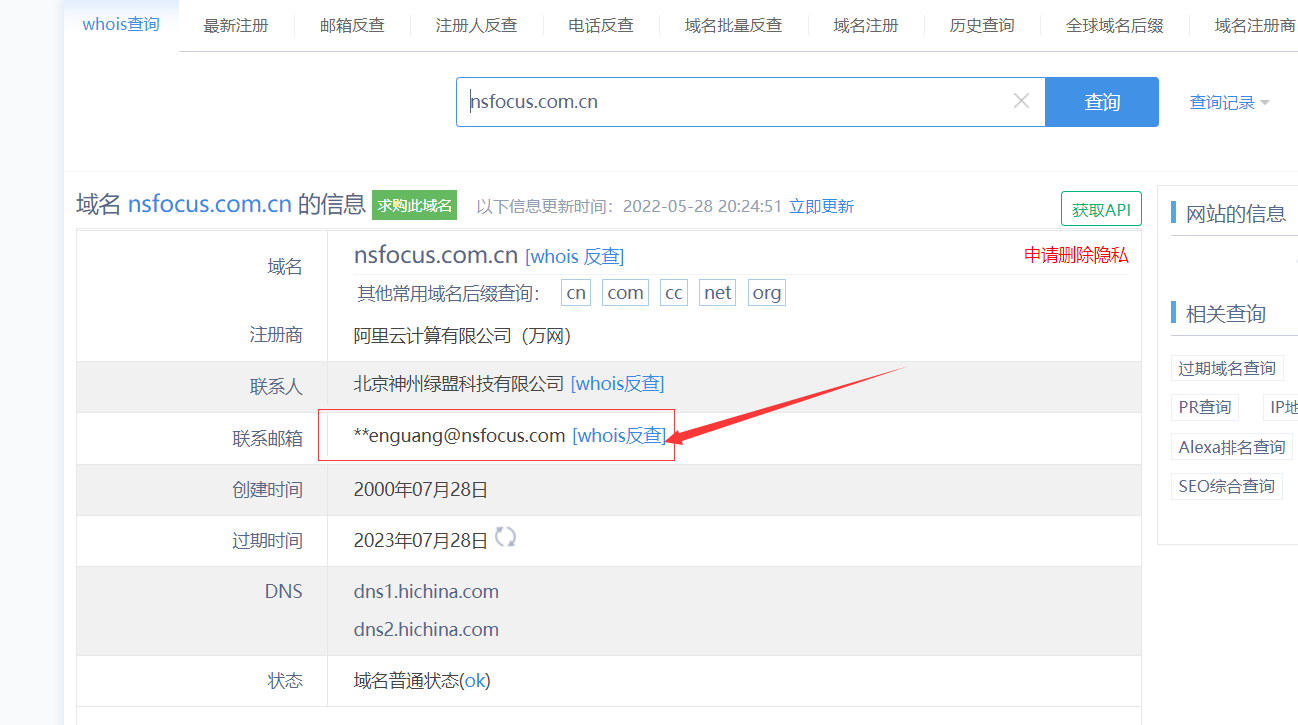 whois查询 最新注册 邮箱反查 注册人反查 电话反查 域名批量反查 域名注册 历史查询 全球域名后缀 域名注册商
nsfocus.com.cn 查询 查询记录
域名 nsfocus.com.cn 的信息 求购此域名 以下信息更新时间：2022-05-28 20:24:51 立即更新 获取API
域名 nsfocus.com.cn [whois 反查] 申请删除隐私
其他常用域名后缀查询： cn com cc net org
注册商 阿里云计算有限公司（万网）
联系人 北京神州绿盟科技有限公司 [whois反查]
联系邮箱 **enguang@nsfocus.com [whois反查]
创建时间 2000年07月28日
过期时间 2023年07月28日
DNS dns1.hichina.com
dns2.hichina.com
状态 域名普通状态(ok)
网站的信息
相关查询
过期域名查询
PR查询 IP地
Alexa排名查询
SEO综合查询